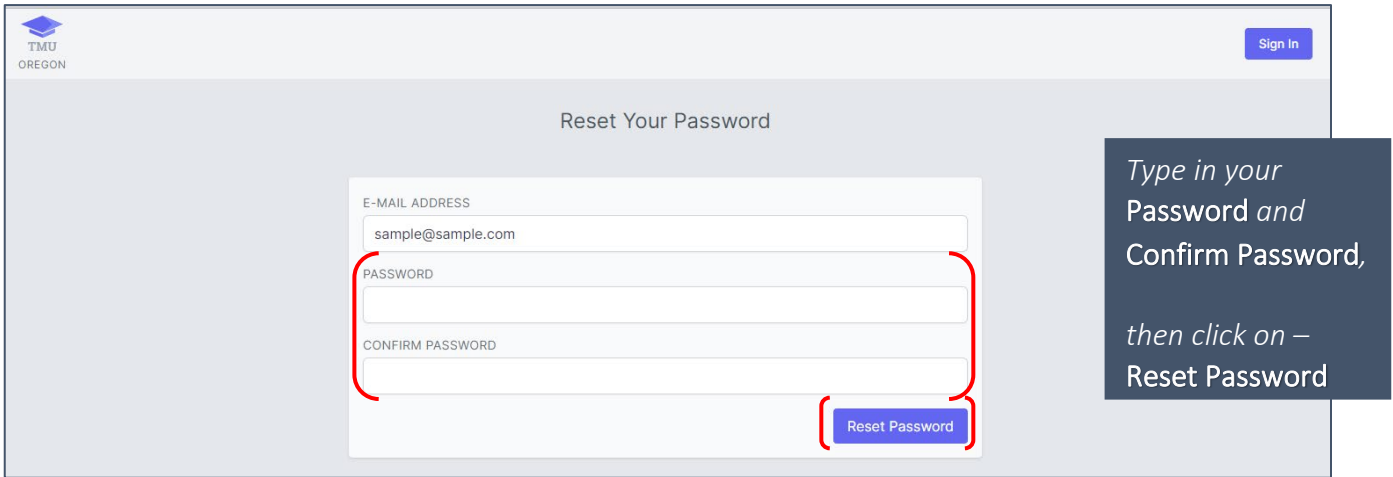 TMU
OREGON
Sign In
Reset Your Password
E-MAIL ADDRESS
sample@sample.com
PASSWORD
CONFIRM PASSWORD
Reset Password
Type in your
Password and
Confirm Password,
then click on –
Reset Password